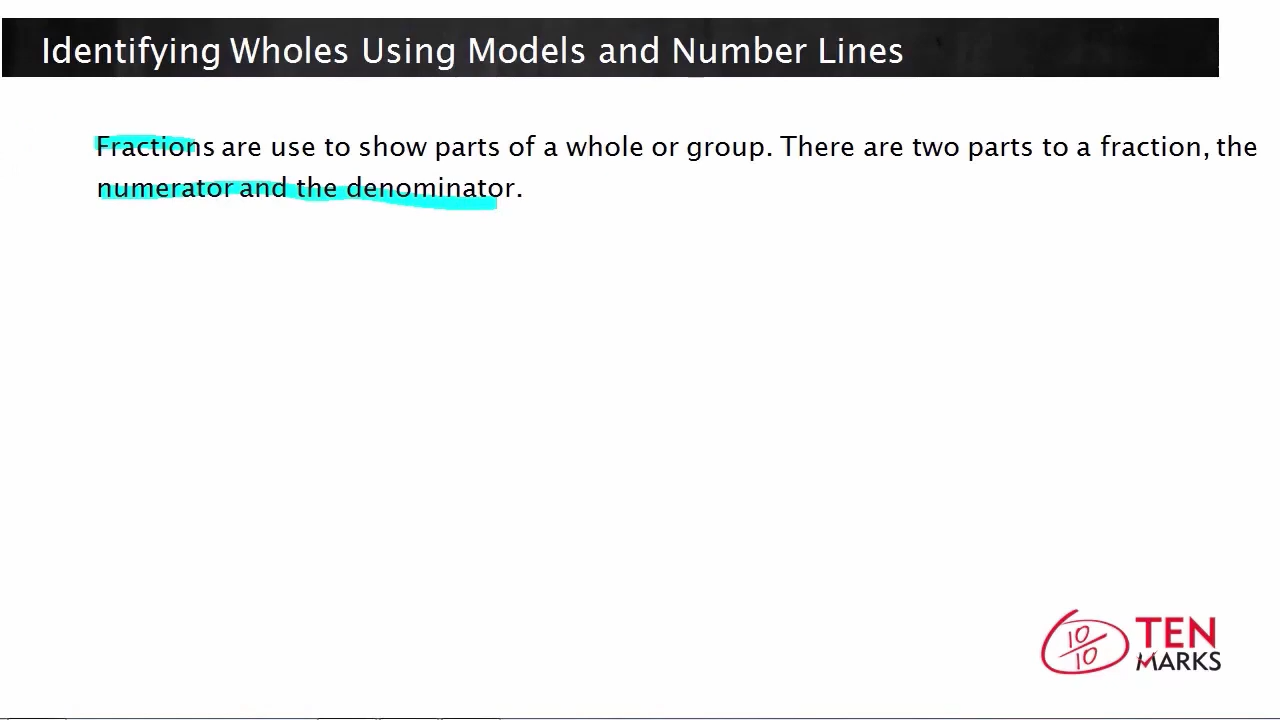 Identifying Wholes Using Models and Number Lines
Fractions are use to show parts of a whole or group. There are two parts to a fraction, the
numerator and the denominator.
10/10 TEN
MARKS